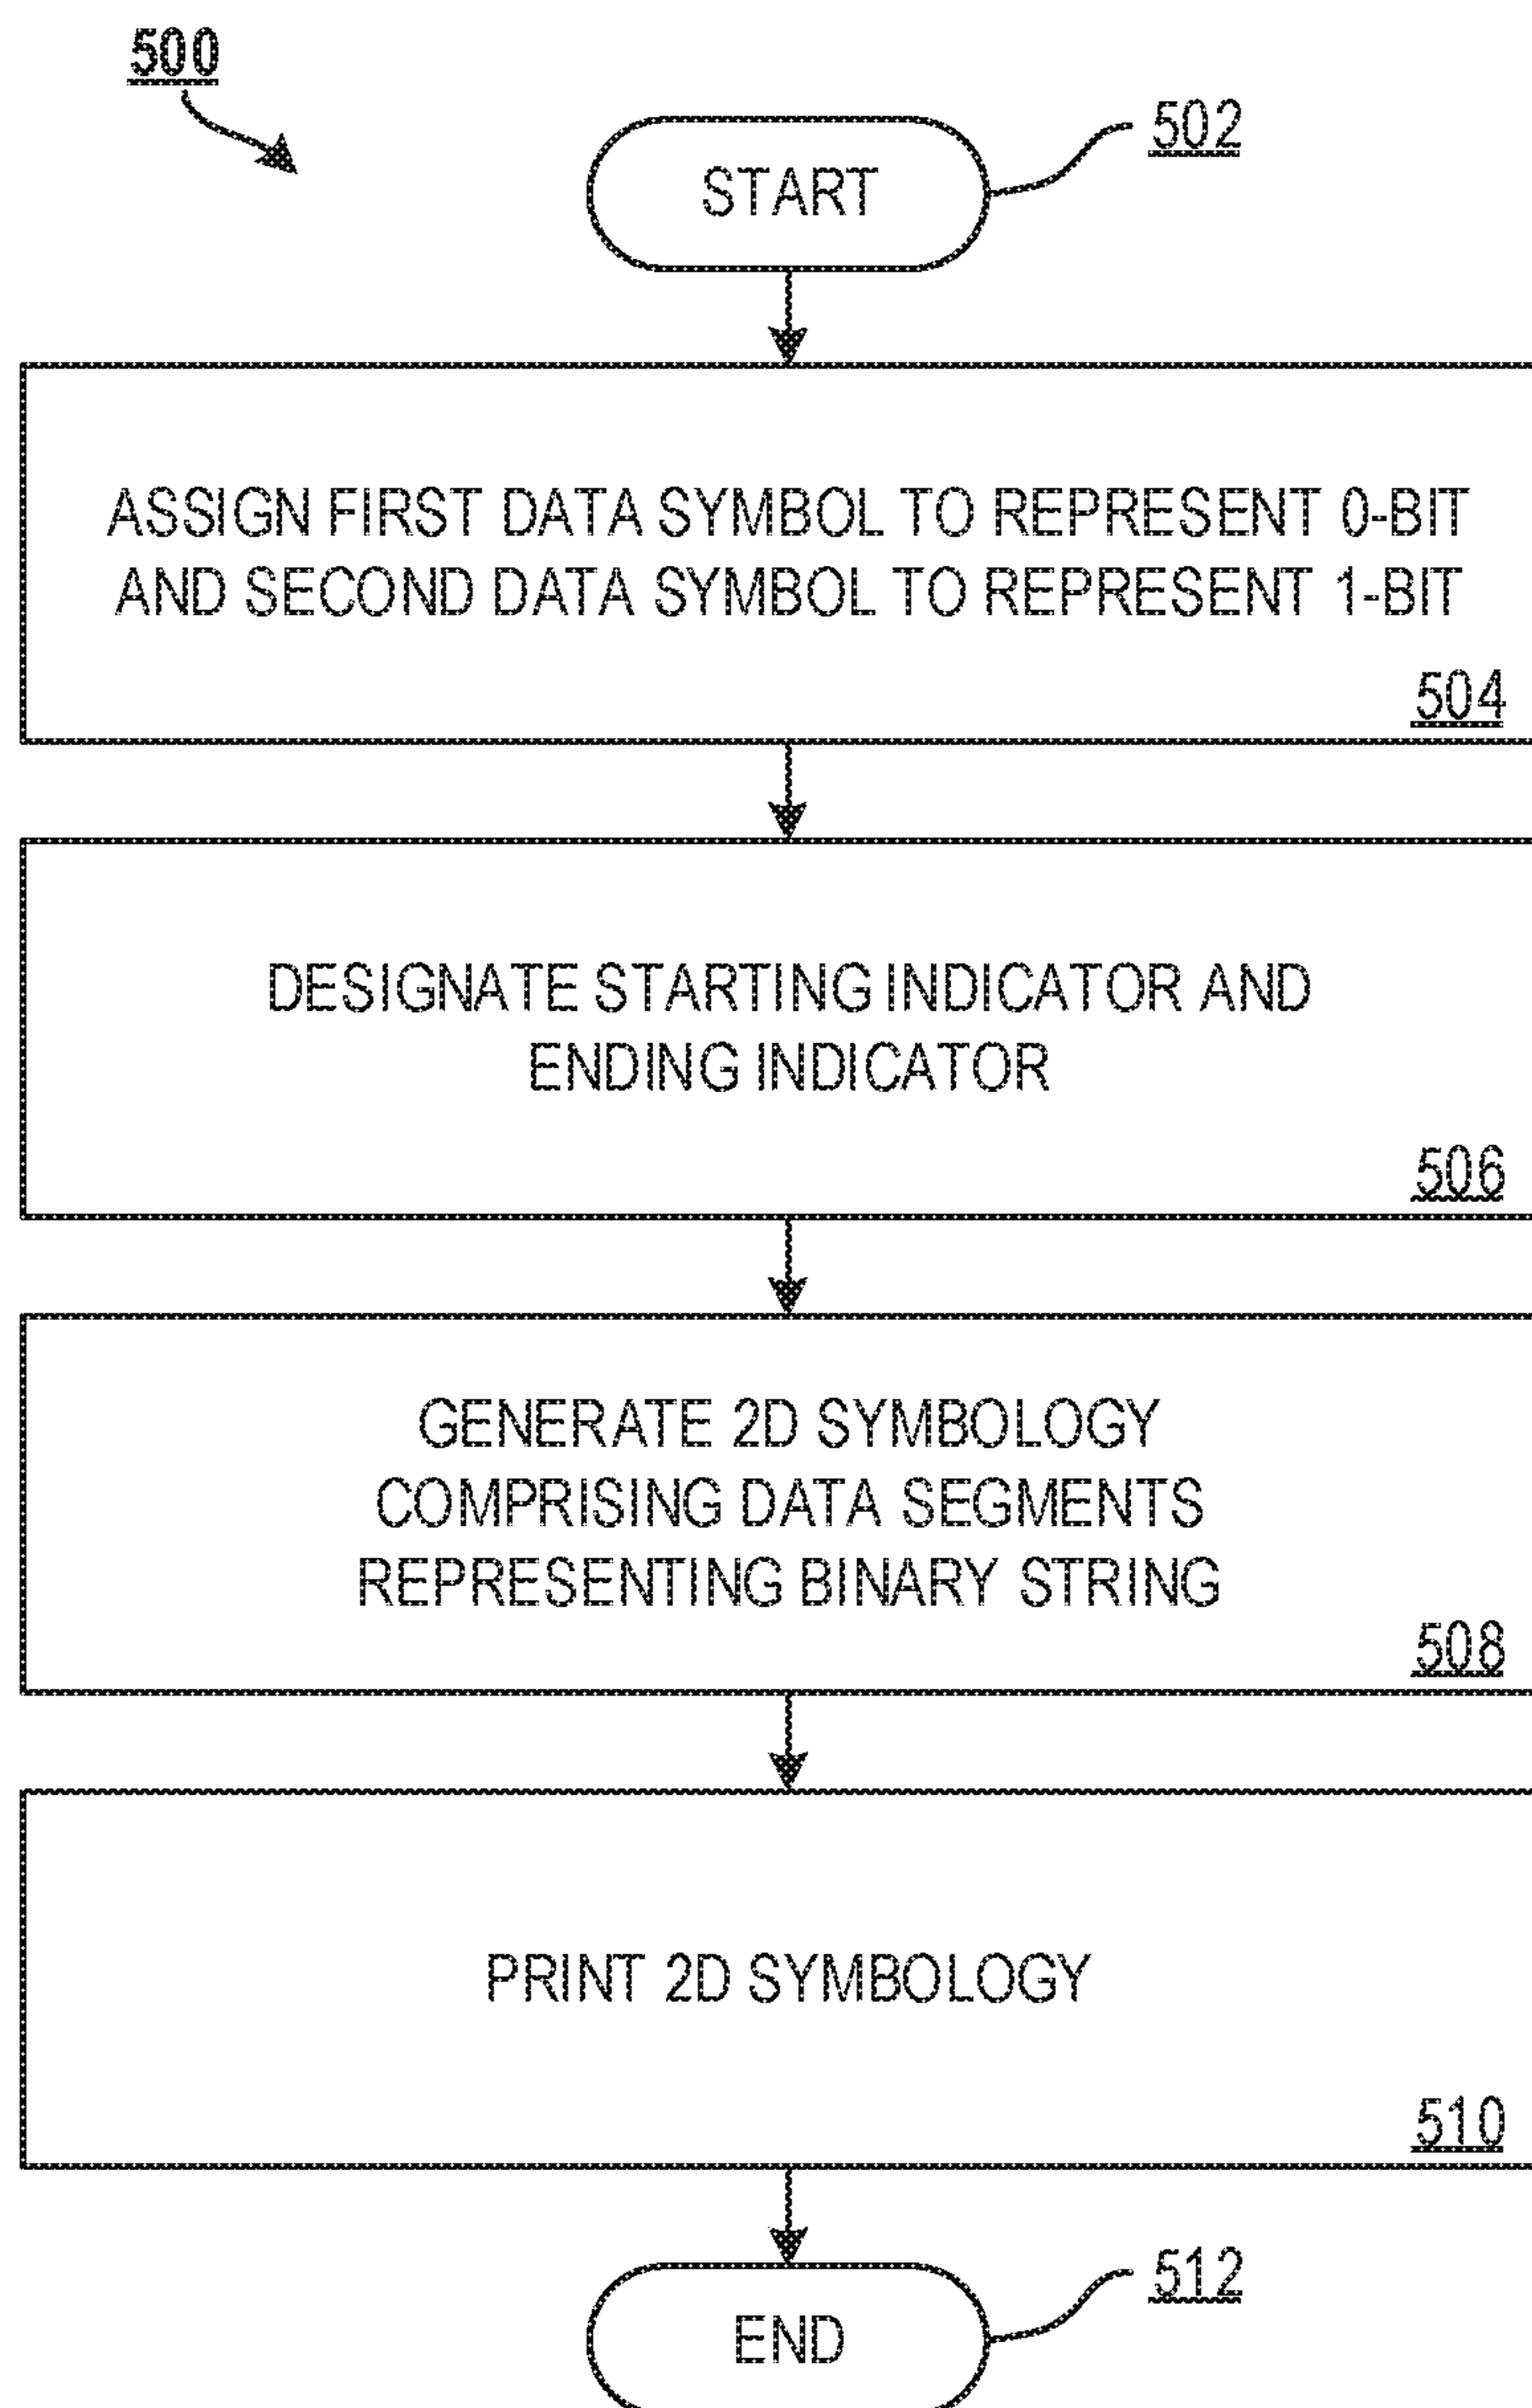 500
502
START
ASSIGN FIRST DATA SYMBOL TO REPRESENT 0-BIT
AND SECOND DATA SYMBOL TO REPRESENT 1-BIT
504
DESIGNATE STARTING INDICATOR AND
ENDING INDICATOR
506
GENERATE 2D SYMBOLOGY
COMPRISING DATA SEGMENTS
REPRESENTING BINARY STRING
508
PRINT 2D SYMBOLOGY
510
512
END